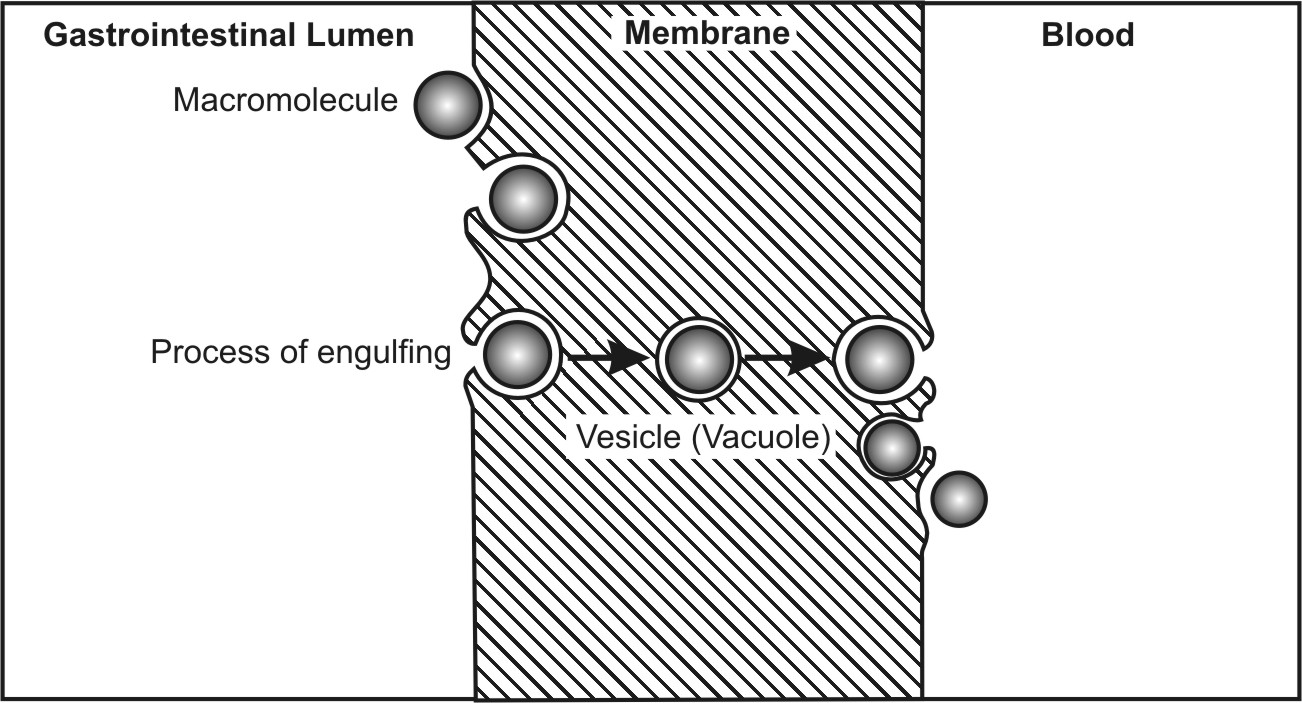 Gastrointestinal Lumen
Membrane
Blood
Macromolecule
Process of engulfing
Vesicle (Vacuole)